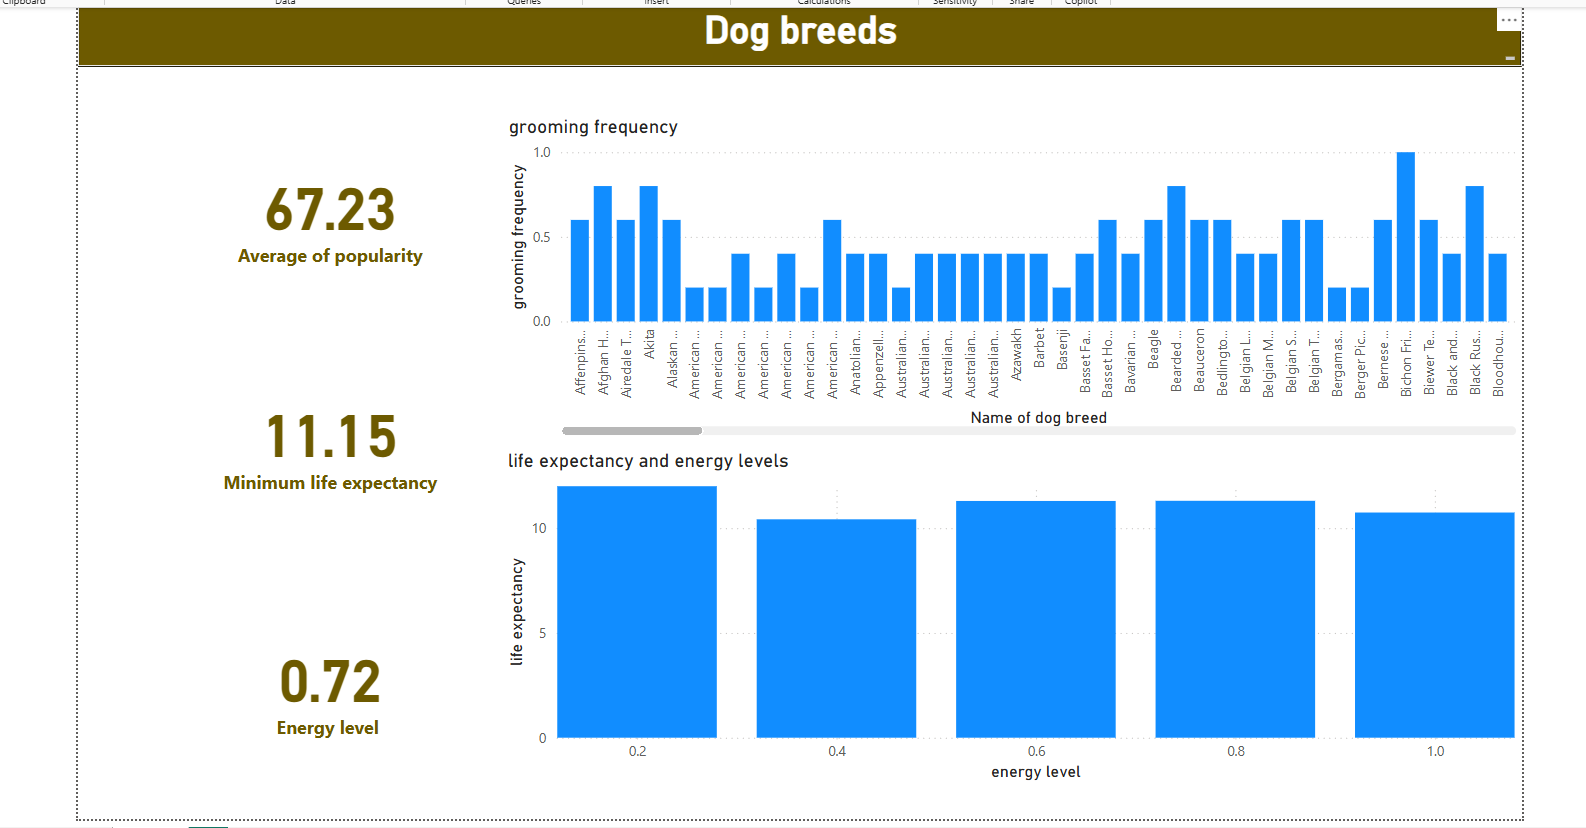 Clipboard
Data
Queries
Insert
Calculations
Sensitivity
Share
Copilot
Dog breeds
67.23
Average of popularity
11.15
Minimum life expectancy
0.72
Energy level
grooming frequency
grooming frequency
1.0
0.5
0.0
Affenpins...
Afghan H...
Airedale T...
Akita
Alaskan ...
American ...
American ...
American ...
American ...
American ...
American ...
American ...
Anatolian...
Appenzell...
Australian...
Australian...
Australian...
Australian...
Australian...
Azawakh
Barbet
Basenji
Basset Fa...
Basset Ho...
Bavarian ...
Beagle
Bearded ...
Beauceron
Bedlingto...
Belgian L...
Belgian M...
Belgian S...
Belgian T...
Bergamas...
Berger Pic...
Bernese ...
Bichon Fri...
Biewer Te...
Black and...
Black Rus...
Bloodhou...
Name of dog breed
life expectancy and energy levels
life expectancy
10
5
0
0.2
0.4
0.6
0.8
1.0
energy level